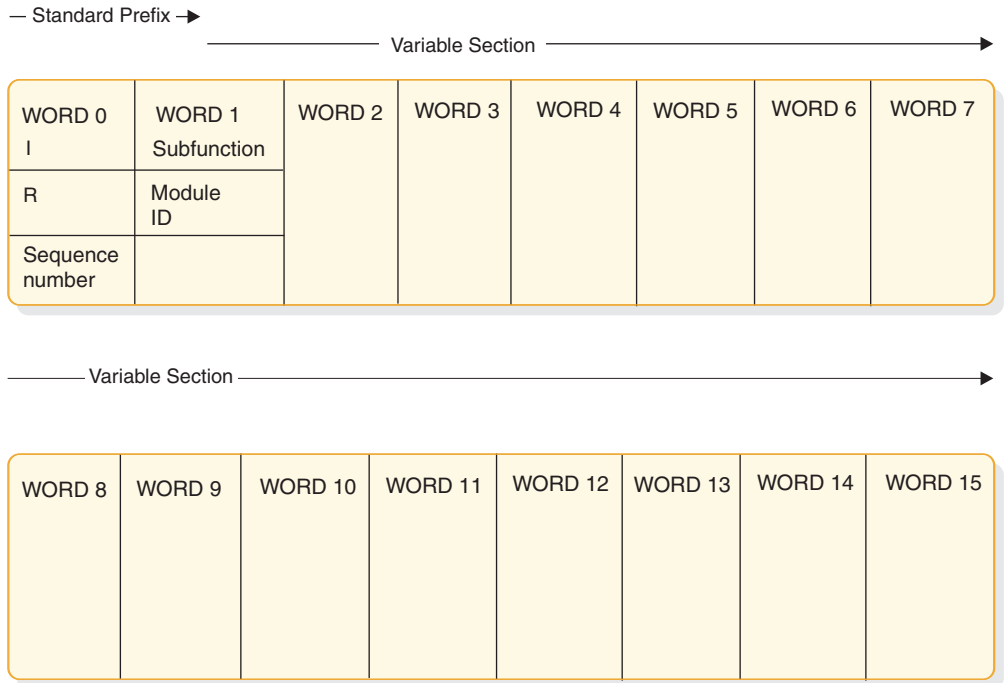 Standard Prefix
Variable Section
WORD 0 WORD 1 WORD 2 WORD 3 WORD 4 WORD 5 WORD 6 WORD 7
I Subfunction
R Module
ID
Sequence
number
Variable Section
WORD 8 WORD 9 WORD 10 WORD 11 WORD 12 WORD 13 WORD 14 WORD 15